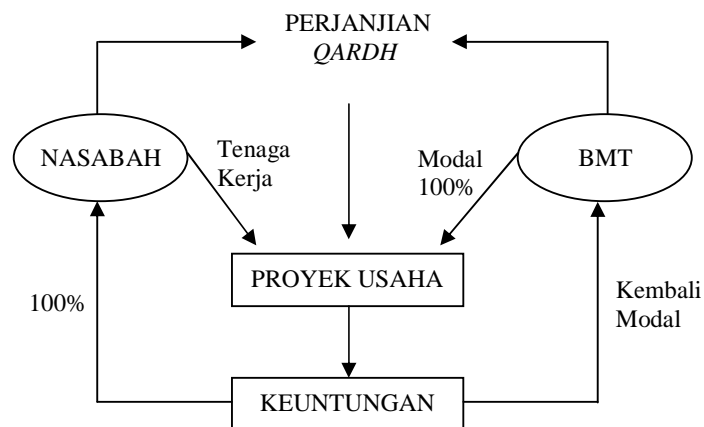 PERJANJIAN
QARDH
NASABAH
Tenaga
Kerja
Modal
100%
BMT
PROYEK USAHA
100%
Kembali
Modal
KEUNTUNGAN